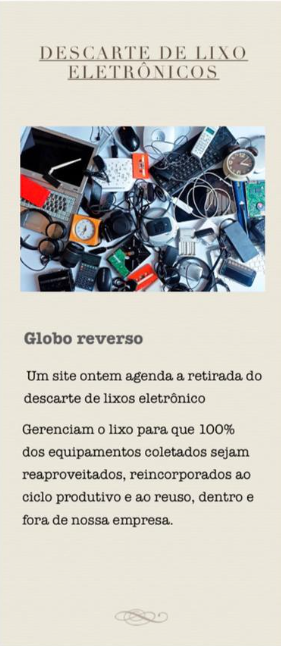 DESCARTE DE LIXO
ELETRÔNICOS
Globo reverso
Um site ontem agenda a retirada do
descarte de lixos eletrônico
Gerenciam o lixo para que 100%
dos equipamentos coletados sejam
reaproveitados, reincorporados ao
ciclo produtivo e ao reuso, dentro e
fora de nossa empresa.